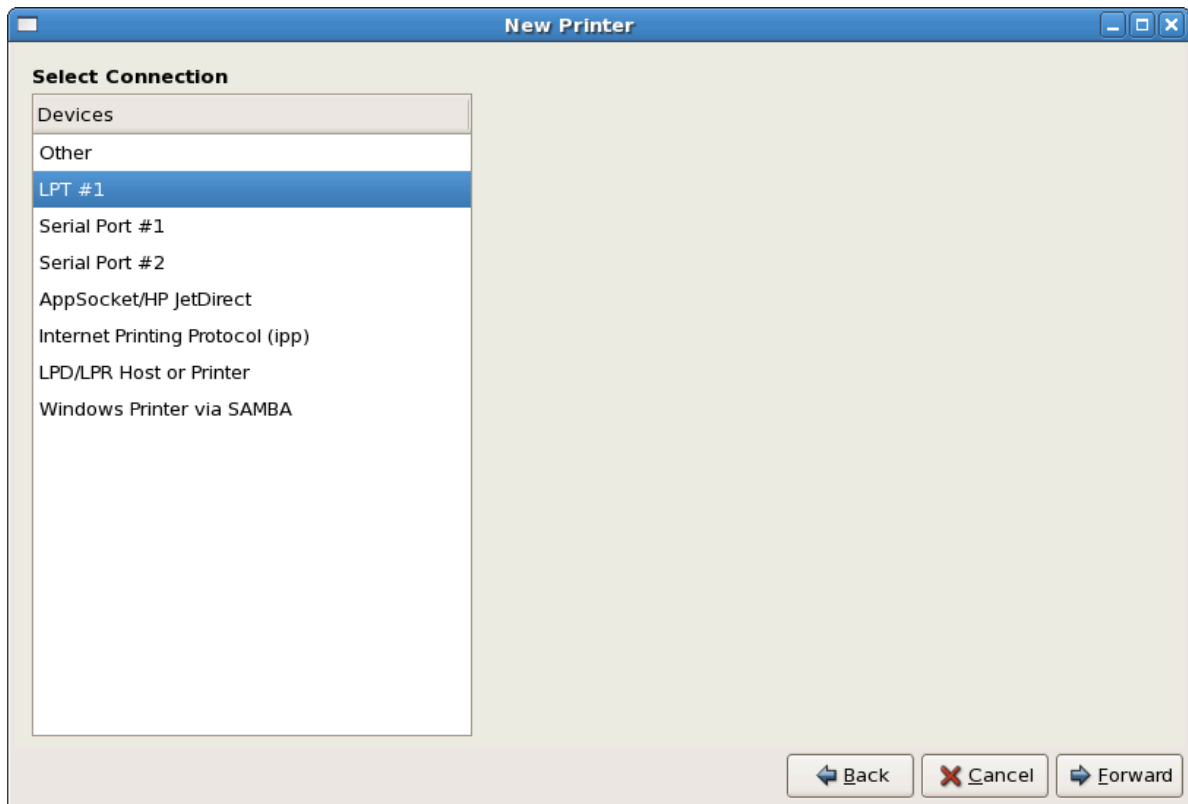 New Printer
Select Connection
Devices
Other
LPT #1
Serial Port #1
Serial Port #2
AppSocket/HP JetDirect
Internet Printing Protocol (ipp)
LPD/LPR Host or Printer
Windows Printer via SAMBA
Back Cancel Forward